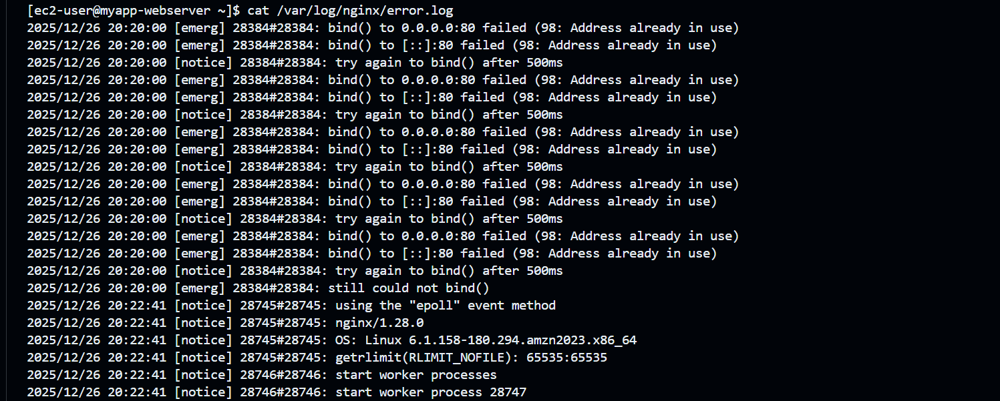 [ec2-user@myapp-webserver ~]$ cat /var/log/nginx/error.log
2025/12/26 20:20:00 [emerg] 28384#28384: bind() to 0.0.0.0:80 failed (98: Address already in use)
2025/12/26 20:20:00 [emerg] 28384#28384: bind() to [::]:80 failed (98: Address already in use)
2025/12/26 20:20:00 [notice] 28384#28384: try again to bind() after 500ms
2025/12/26 20:20:00 [emerg] 28384#28384: bind() to 0.0.0.0:80 failed (98: Address already in use)
2025/12/26 20:20:00 [emerg] 28384#28384: bind() to [::]:80 failed (98: Address already in use)
2025/12/26 20:20:00 [notice] 28384#28384: try again to bind() after 500ms
2025/12/26 20:20:00 [emerg] 28384#28384: bind() to 0.0.0.0:80 failed (98: Address already in use)
2025/12/26 20:20:00 [emerg] 28384#28384: bind() to [::]:80 failed (98: Address already in use)
2025/12/26 20:20:00 [notice] 28384#28384: try again to bind() after 500ms
2025/12/26 20:20:00 [emerg] 28384#28384: bind() to 0.0.0.0:80 failed (98: Address already in use)
2025/12/26 20:20:00 [emerg] 28384#28384: bind() to [::]:80 failed (98: Address already in use)
2025/12/26 20:20:00 [notice] 28384#28384: try again to bind() after 500ms
2025/12/26 20:20:00 [emerg] 28384#28384: bind() to 0.0.0.0:80 failed (98: Address already in use)
2025/12/26 20:20:00 [emerg] 28384#28384: bind() to [::]:80 failed (98: Address already in use)
2025/12/26 20:20:00 [notice] 28384#28384: try again to bind() after 500ms
2025/12/26 20:20:00 [emerg] 28384#28384: still could not bind()
2025/12/26 20:22:41 [notice] 28745#28745: using the "epoll" event method
2025/12/26 20:22:41 [notice] 28745#28745: nginx/1.28.0
2025/12/26 20:22:41 [notice] 28745#28745: OS: Linux 6.1.158-180.294.amzn2023.x86_64
2025/12/26 20:22:41 [notice] 28745#28745: getrlimit(RLIMIT_NOFILE): 65535:65535
2025/12/26 20:22:41 [notice] 28746#28746: start worker processes
2025/12/26 20:22:41 [notice] 28746#28746: start worker process 28747